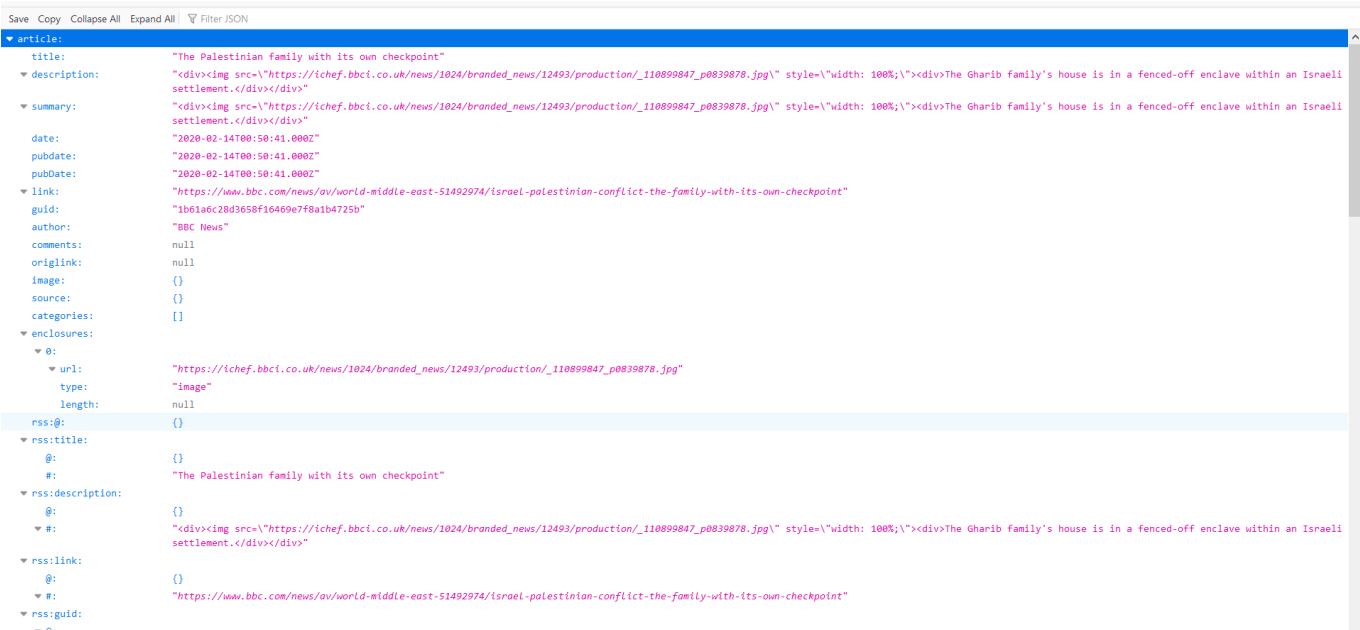 Save Copy Collapse All Expand All Filter JSON
article:
title: "The Palestinian family with its own checkpoint"
description: "<div><img src=\"https://ichef.bbci.co.uk/news/1024/branded_news/12493/production/_110899847_p0839878.jpg\" style=\"width: 100%;\"><div>The Gharib family's house is in a fenced-off enclave within an Israeli
settlement.</div></div>"
summary: "<div><img src=\"https://ichef.bbci.co.uk/news/1024/branded_news/12493/production/_110899847_p0839878.jpg\" style=\"width: 100%;\"><div>The Gharib family's house is in a fenced-off enclave within an Israeli
settlement.</div></div>"
date: "2020-02-14T00:50:41.000Z"
pubdate: "2020-02-14T00:50:41.000Z"
pubDate: "2020-02-14T00:50:41.000Z"
link: "https://www.bbc.com/news/av/world-middle-east-51492974/israel-palestinian-conflict-the-family-with-its-own-checkpoint"
guid: "1b61a6c28d3658f16469e7f8a1b4725b"
author: "BBC News"
comments: null
origlink: null
image: {}
source: {}
categories: []
enclosures:
0:
url: "https://ichef.bbci.co.uk/news/1024/branded_news/12493/production/_110899847_p0839878.jpg"
type: "image"
length: null
rss:@: {}
rss:title:
@: {}
#: "The Palestinian family with its own checkpoint"
rss:description:
@: {}
#: "<div><img src=\"https://ichef.bbci.co.uk/news/1024/branded_news/12493/production/_110899847_p0839878.jpg\" style=\"width: 100%;\"><div>The Gharib family's house is in a fenced-off enclave within an Israeli
settlement.</div></div>"
rss:link:
@: {}
#: "https://www.bbc.com/news/av/world-middle-east-51492974/israel-palestinian-conflict-the-family-with-its-own-checkpoint"
rss:guid: